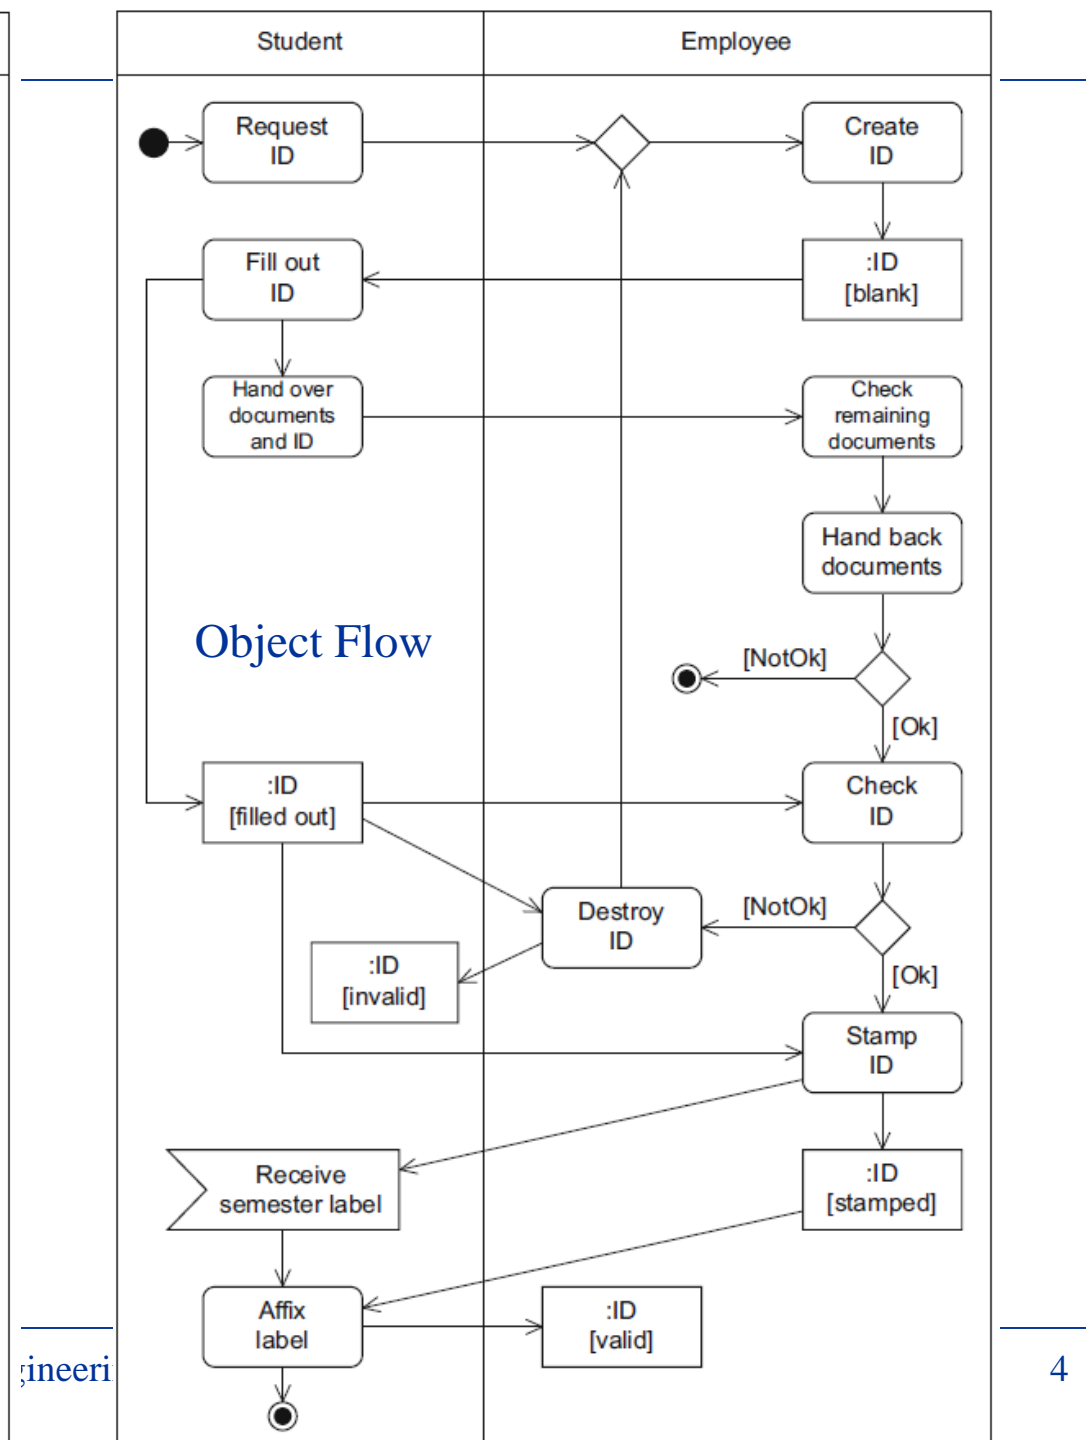 Student
Employee
Request
ID
Create
ID
Fill out
ID
:ID
[blank]
Hand over
documents
and ID
Check
remaining
documents
Hand back
documents
Object Flow
[NotOk]
[Ok]
:ID
[filled out]
Check
ID
Destroy
ID
[NotOk]
:ID
[invalid]
[Ok]
Stamp
ID
Receive
semester label
:ID
[stamped]
Affix
label
:ID
[valid]
4